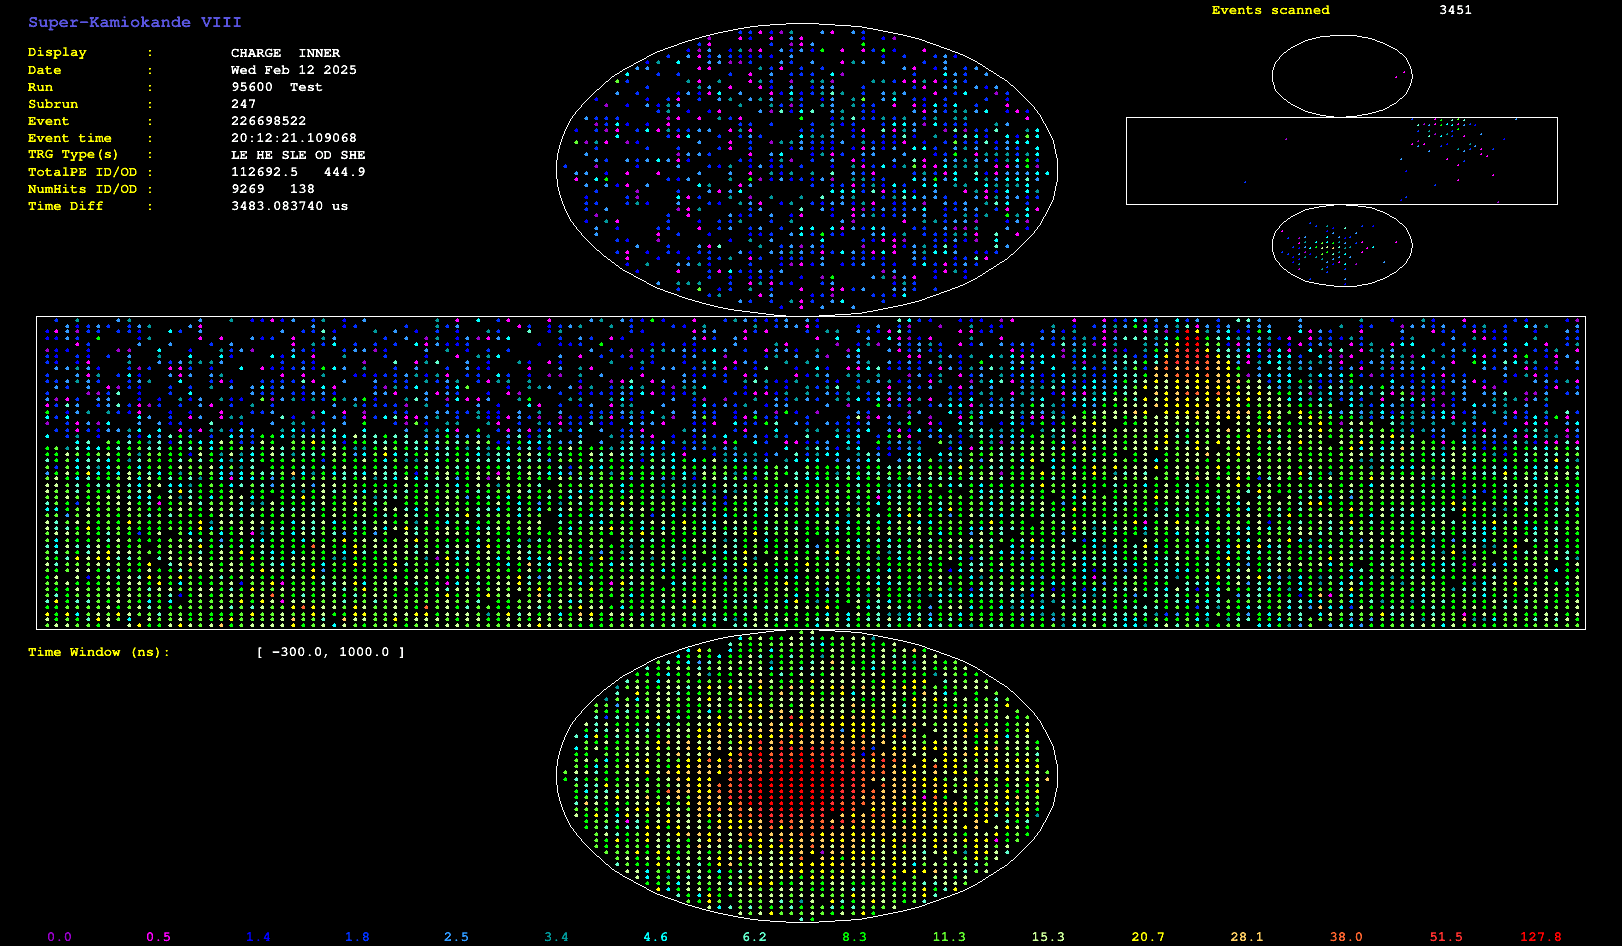 Super-Kamiokande VIII
Events scanned 3451
Display : CHARGE INNER
Date : Wed Feb 12 2025
Run : 95600 Test
Subrun : 247
Event : 226698522
Event time : 20:12:21.109068
TRG Type(s) : LE HE SLE OD SHE
TotalPE ID/OD : 112692.5 444.9
NumHits ID/OD : 9269 138
Time Diff : 3483.083740 us
Time Window (ns): [ -300.0, 1000.0 ]
0.0 0.5 1.4 1.8 2.5 3.4 4.6 6.2 8.3 11.3 15.3 20.7 28.1 38.0 51.5 127.8